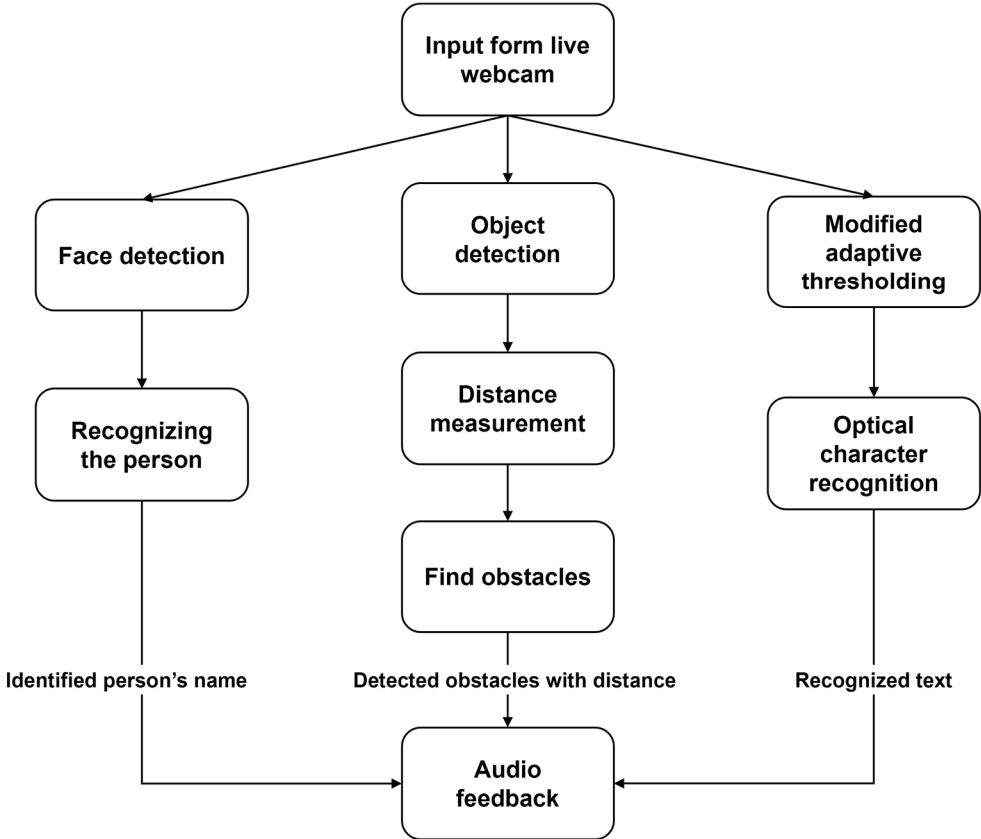 Input form live
webcam
Face detection
Object
detection
Modified
adaptive
thresholding
Recognizing
the person
Distance
measurement
Optical
character
recognition
Find obstacles
Identified person's name
Detected obstacles with distance
Recognized text
Audio
feedback